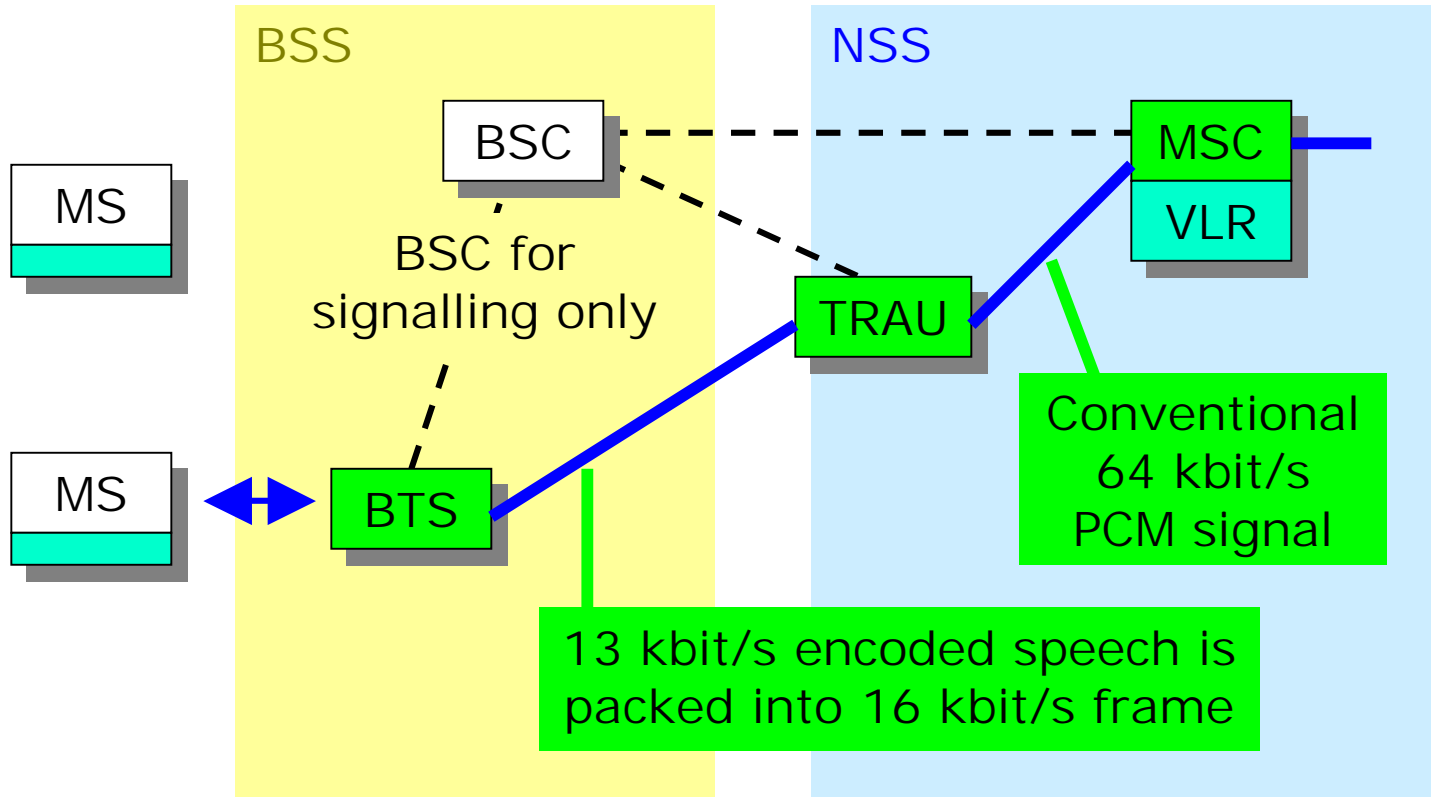 BSS
NSS
BSC
MSC
MS
VLR
BSC for
signalling only
TRAU
Conventional
64 kbit/s
PCM signal
MS
BTS
13 kbit/s encoded speech is
packed into 16 kbit/s frame